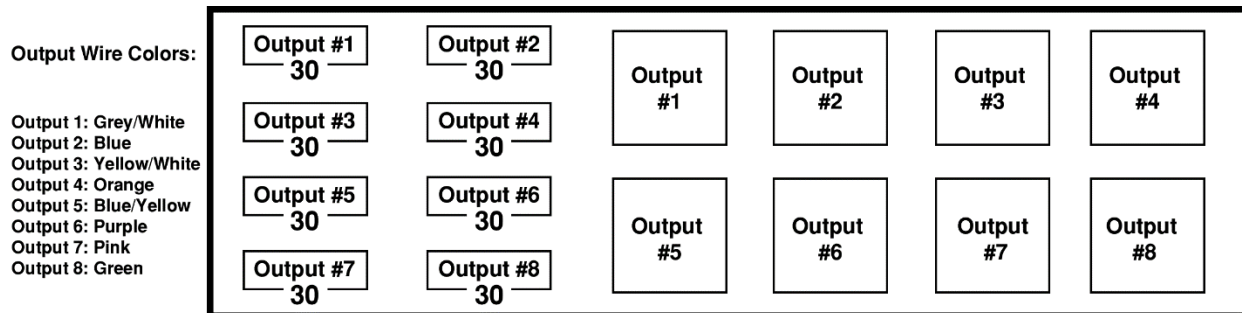 Output Wire Colors:
Output 1: Grey/White
Output 2: Blue
Output 3: Yellow/White
Output 4: Orange
Output 5: Blue/Yellow
Output 6: Purple
Output 7: Pink
Output 8: Green
Output #1
30
Output #2
30
Output #3
30
Output #4
30
Output #5
30
Output #6
30
Output #7
30
Output #8
30
Output
#1
Output
#2
Output
#3
Output
#4
Output
#5
Output
#6
Output
#7
Output
#8